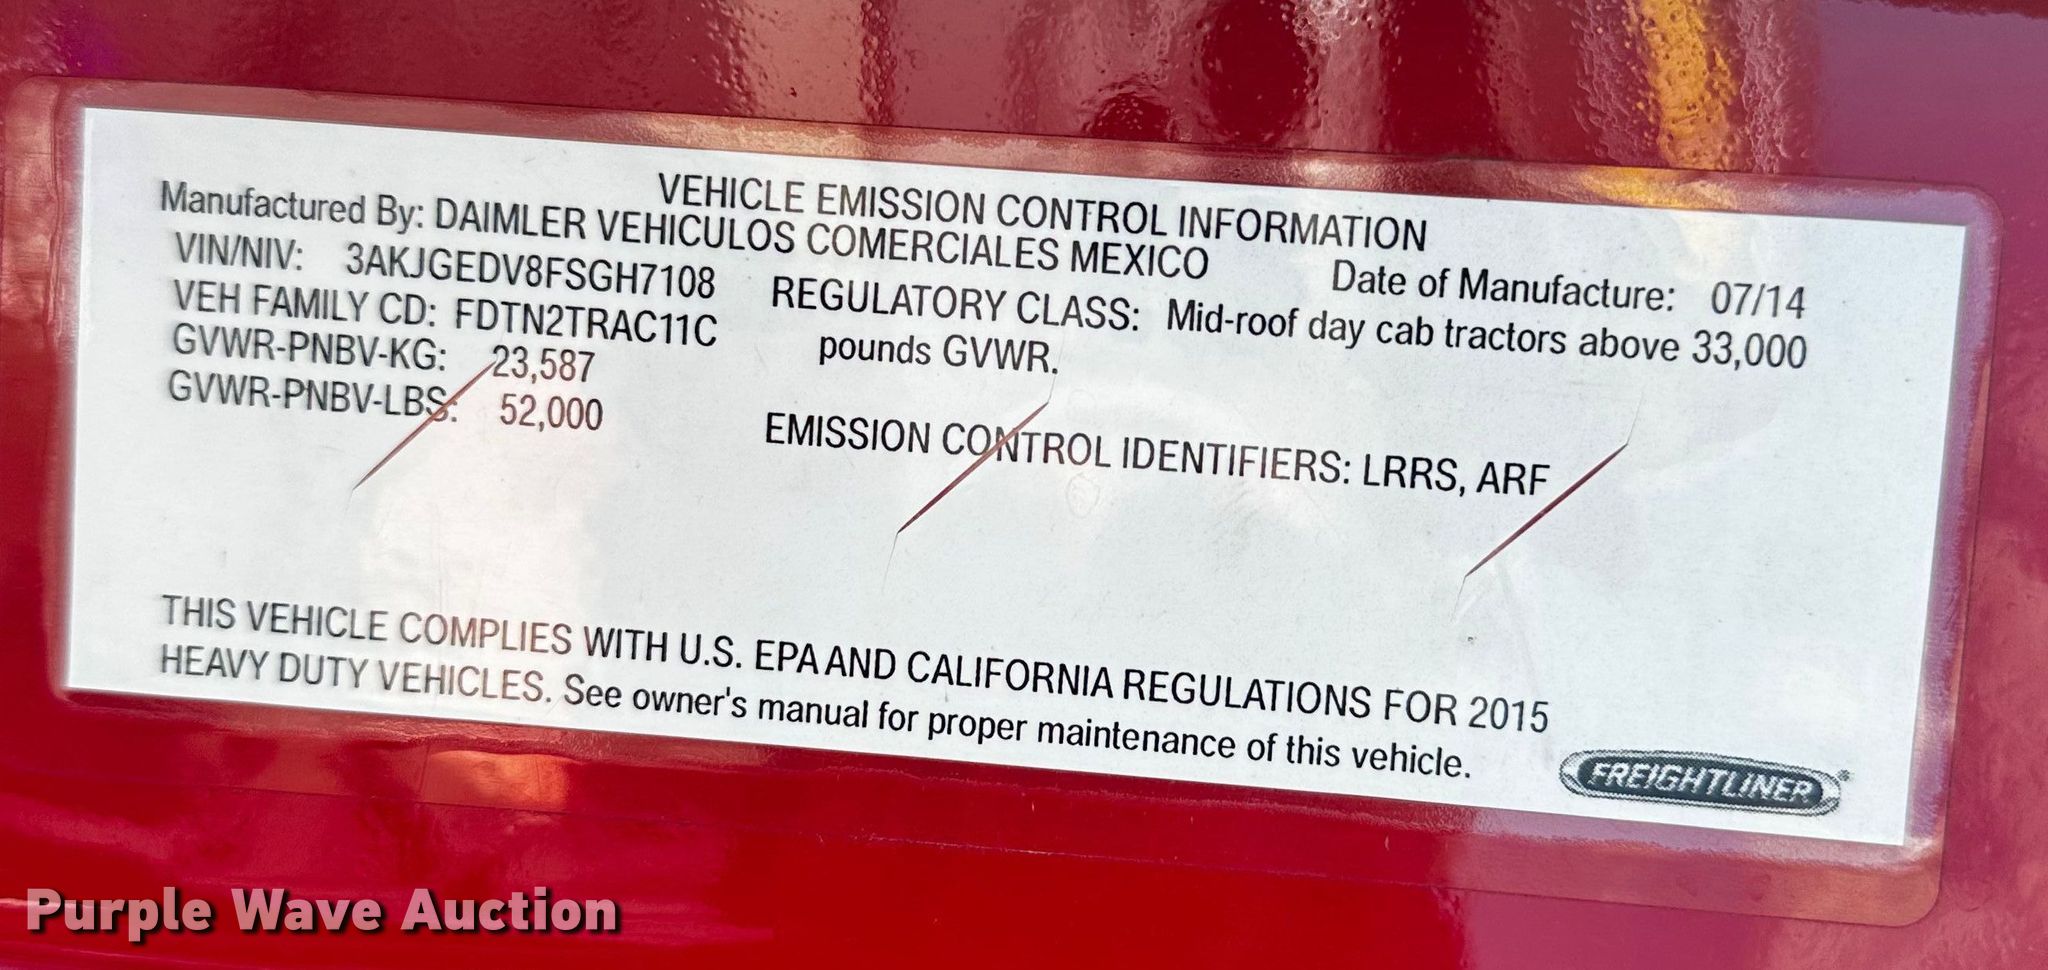 VEHICLE EMISSION CONTROL INFORMATION
Manufactured By: DAIMLER VEHICULOS COMERCIALES MEXICO Date of Manufacture: 07/14
VIN/NIV: 3AKJGEDV8FSGH7108 REGULATORY CLASS: Mid-roof day cab tractors above 33,000
VEH FAMILY CD: FDTN2TRAC11C pounds GVWR.
GVWR-PNBV-KG: 23,587
GVWR-PNBV-LBS: 52,000
EMISSION CONTROL IDENTIFIERS: LRRS, ARF
THIS VEHICLE COMPLIES WITH U.S. EPA AND CALIFORNIA REGULATIONS FOR 2015
HEAVY DUTY VEHICLES. See owner's manual for proper maintenance of this vehicle.
FREIGHTLINER
Purple Wave Auction